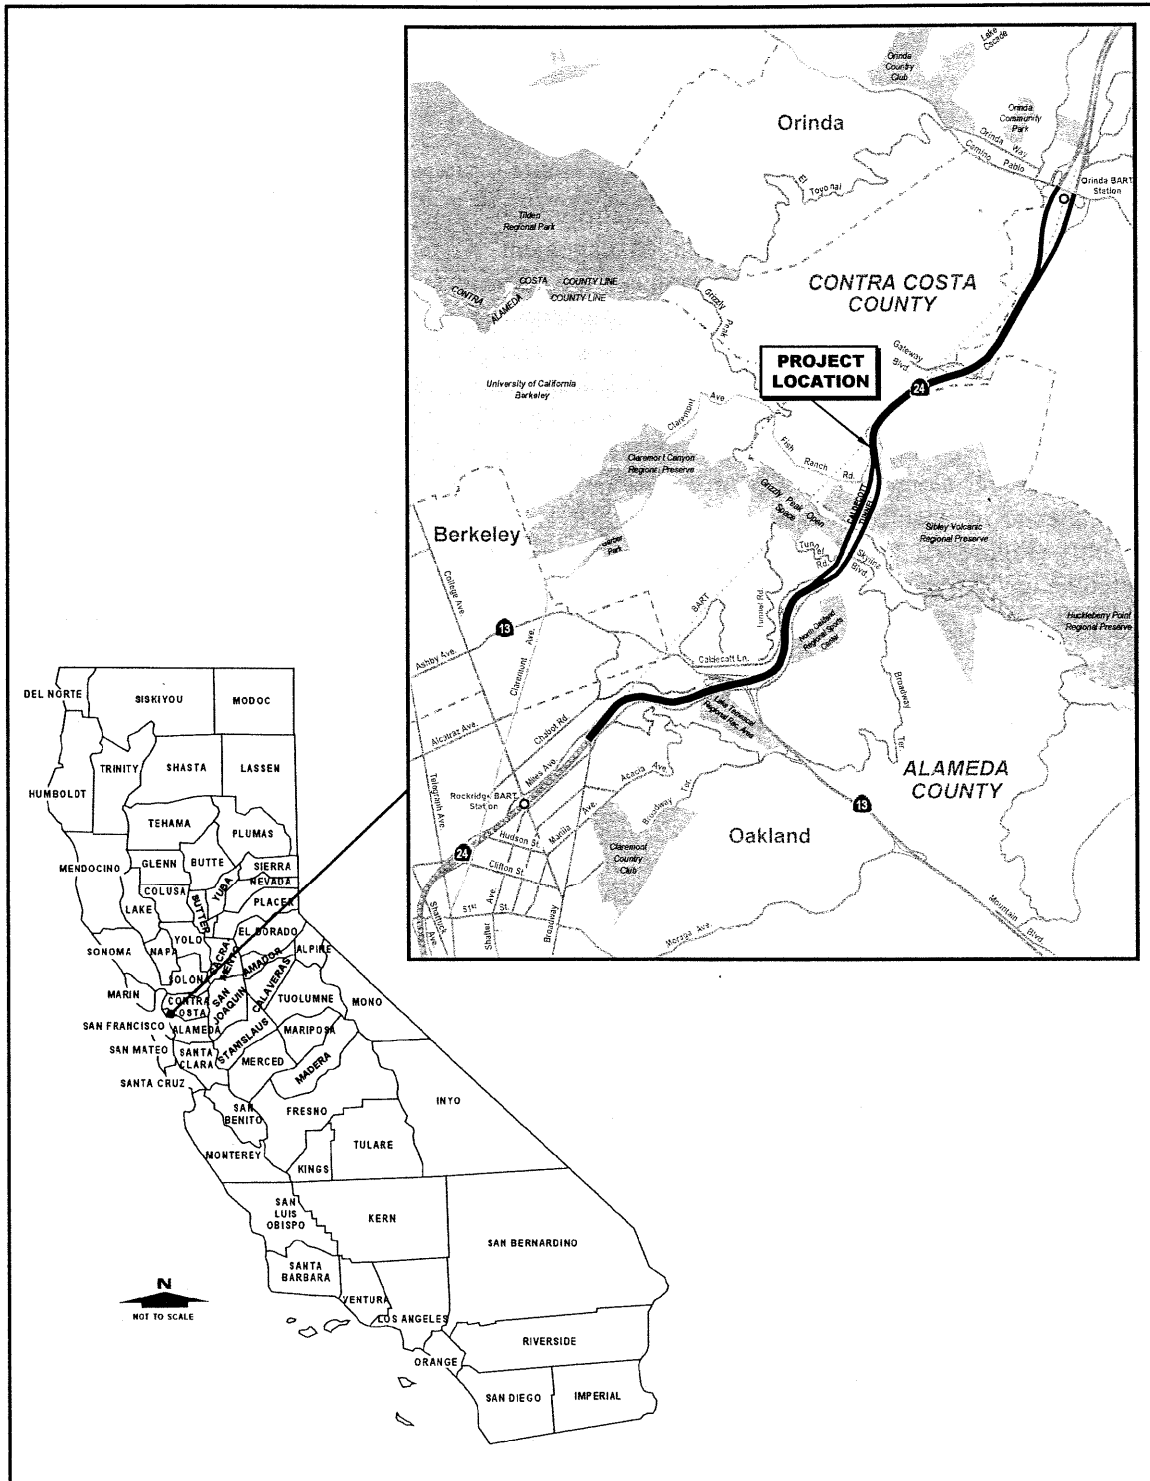 Lake
Cascade
Orinda
Country
Club
Orinda
Orinda
Community
Park
Orinda Way
Camino Pablo
Orinda BART
Station
El
Toyonal
Tilden
Regional Park
CONTRA COSTA COUNTY LINE
ALAMEDA COUNTY LINE
Grizzly
Peak
CONTRA COSTA
COUNTY
Gateway
Blvd.
PROJECT
LOCATION
24
University of California
Berkeley
Claremont Ave.
Fish
Ranch
Rd.
Claremont Canyon
Regional Preserve
Grizzly Peak Open
Space
CALDECOTT
TUNNEL
Sibley Volcanic
Regional Preserve
Berkeley
Garber
Park
Tunnel
Rd.
Skyline
Blvd.
College Ave.
BART
Tunnel Rd.
North Oakland
Regional Sports
Center
Huckleberry Point
Regional Preserve
13
Ashby Ave.
Claremont Ave.
Caldecott Ln.
Broadway
Ter.
Lake Temescal
Regional Rec. Area
Alcatraz Ave.
Chabot Rd.
Miles Ave.
Acacia Ave.
Telegraph Ave.
Rockridge BART
Station
Manila Ave.
Broadway Ter.
ALAMEDA
COUNTY
13
Oakland
Hudson St.
24
Clifton St.
Claremont
Country
Club
Shattuck
Ave.
51st St.
Shafter Ave.
Broadway
Moraga Ave.
Mountain
Blvd.
DEL NORTE
SISKIYOU
MODOC
TRINITY
SHASTA
LASSEN
HUMBOLDT
TEHAMA
PLUMAS
MENDOCINO
GLENN
BUTTE
SIERRA
NEVADA
COLUSA
YUBA
PLACER
LAKE
BUTTER
EL DORADO
SONOMA
NAPA
YOLO
SACRA-
MENTO
AMADOR
ALPINE
SOLONA
CALAVERAS
MARIN
CONTRA
COSTA
SAN
JOAQUIN
TUOLUMNE
MONO
SAN FRANCISCO
ALAMEDA
STANISLAUS
MARIPOSA
SAN MATEO
SANTA
CLARA
MERCED
MADERA
SANTA CRUZ
SAN
BENITO
FRESNO
INYO
MONTEREY
KINGS
TULARE
SAN
LUIS
OBISPO
KERN
SAN BERNARDINO
SANTA
BARBARA
VENTURA
LOS ANGELES
N
NOT TO SCALE
RIVERSIDE
ORANGE
SAN DIEGO
IMPERIAL